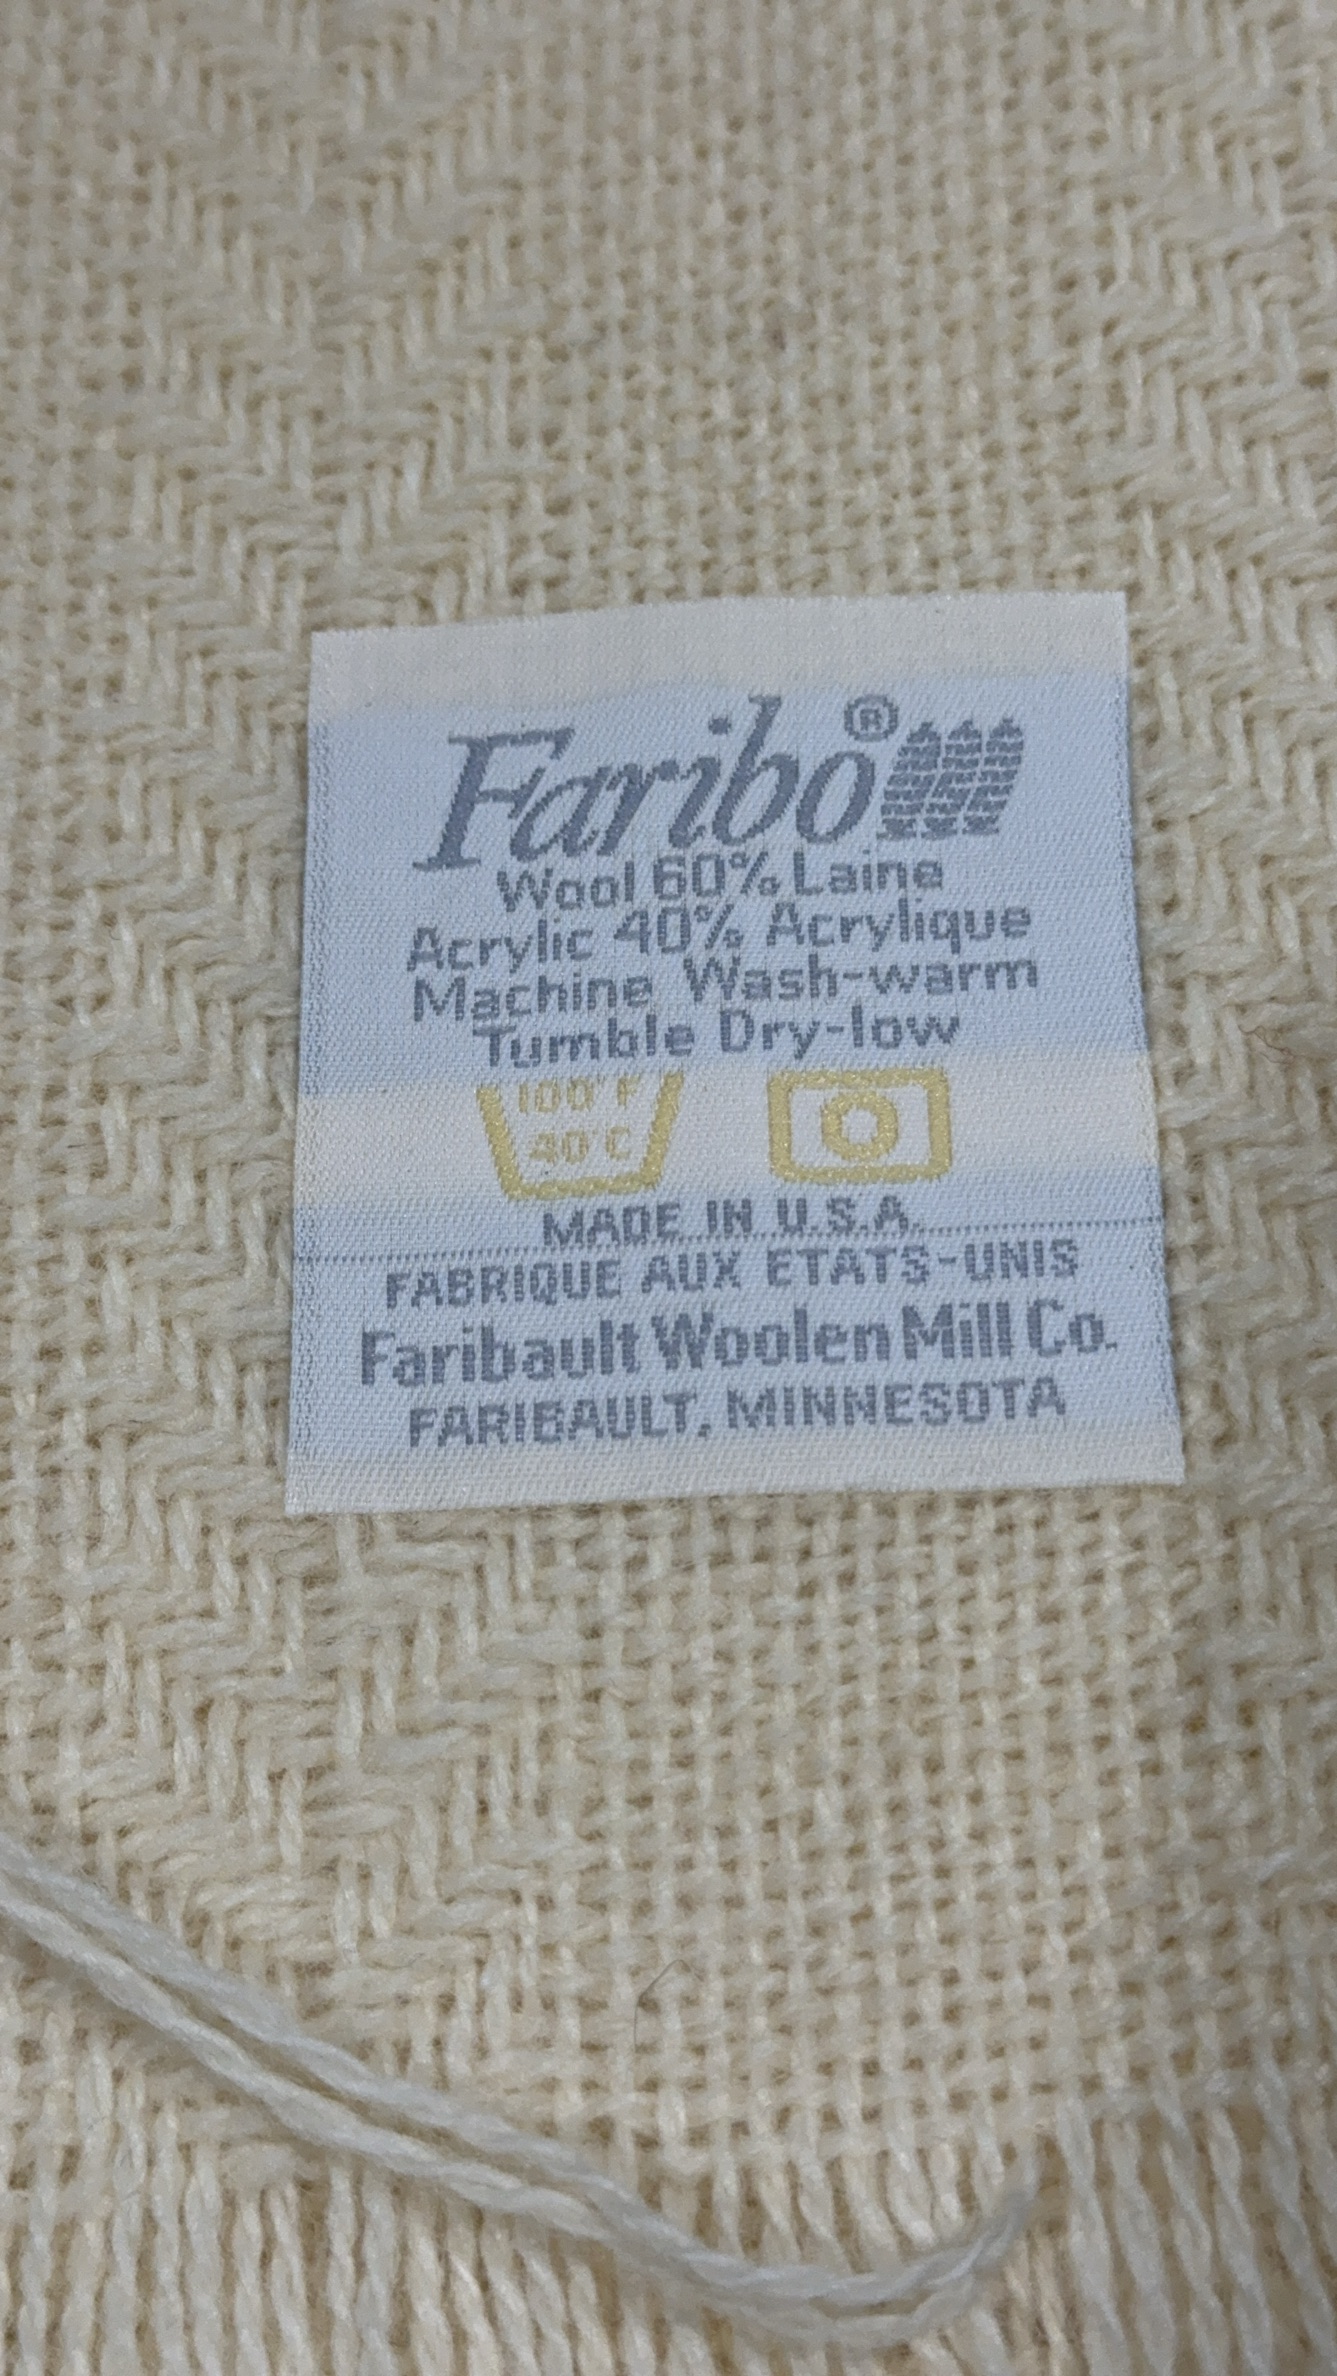 Faribo®
Wool 60% Laine
Acrylic 40% Acrylique
Machine Wash-warm
Tumble Dry-low
100°F
40°C
MADE IN U.S.A.
FABRIQUE AUX ETATS-UNIS
Faribault Woolen Mill Co.
FARIBAULT, MINNESOTA